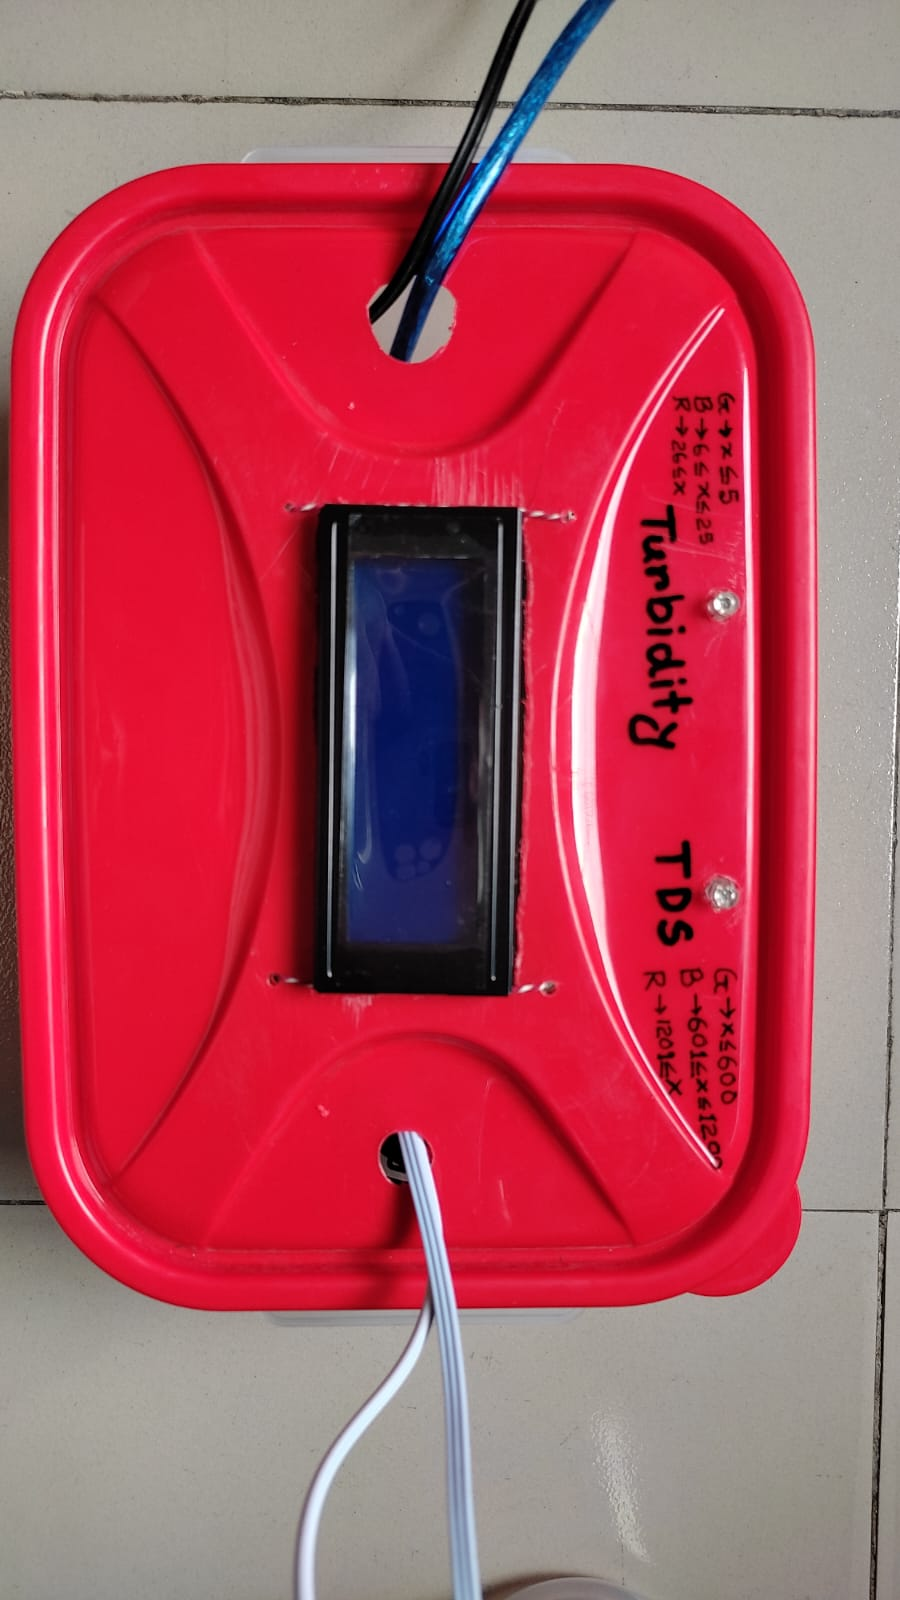 G→x≤5
B→6≤x≤25
R→26≤x
Turbidity
TDS
G→x≤600
B→601≤x≤1200
R→1201≤x